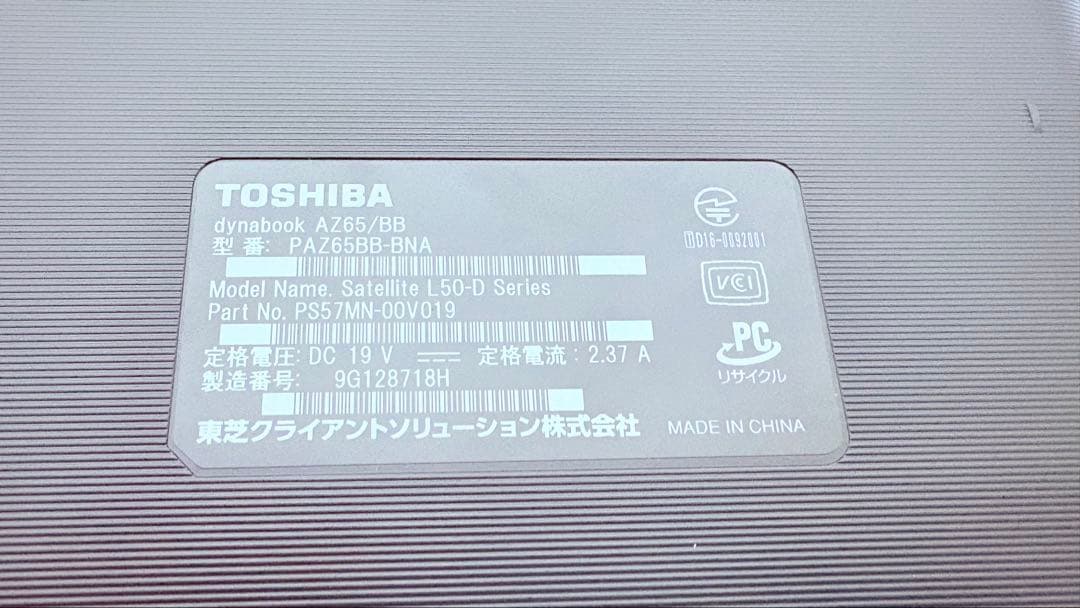 TOSHIBA
dynabook AZ65/BB
型 番: PAZ65BB-BNA
Model Name. Satellite L50-D Series
Part No. PS57MN-00V019
定格電圧: DC 19 V 定格電流: 2.37 A
製造番号: 9G128718H
東芝クライアントソリューション株式会社
MADE IN CHINA
D16-0092001
VCI
PC
リサイクル